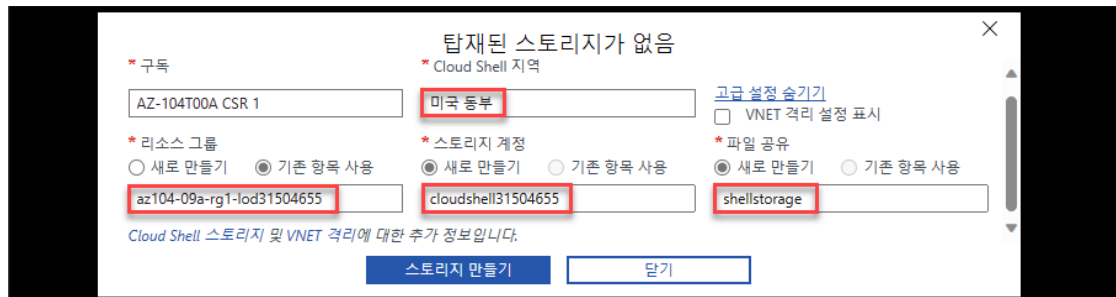 탑재된 스토리지가 없음
* 구독
* Cloud Shell 지역
AZ-104T00A CSR 1
미국 동부
고급 설정 숨기기
VNET 격리 설정 표시
* 리소스 그룹
* 스토리지 계정
* 파일 공유
새로 만들기 기존 항목 사용
새로 만들기 기존 항목 사용
새로 만들기 기존 항목 사용
az104-09a-rg1-lod31504655
cloudshell31504655
shellstorage
Cloud Shell 스토리지 및 VNET 격리에 대한 추가 정보입니다.
스토리지 만들기
닫기